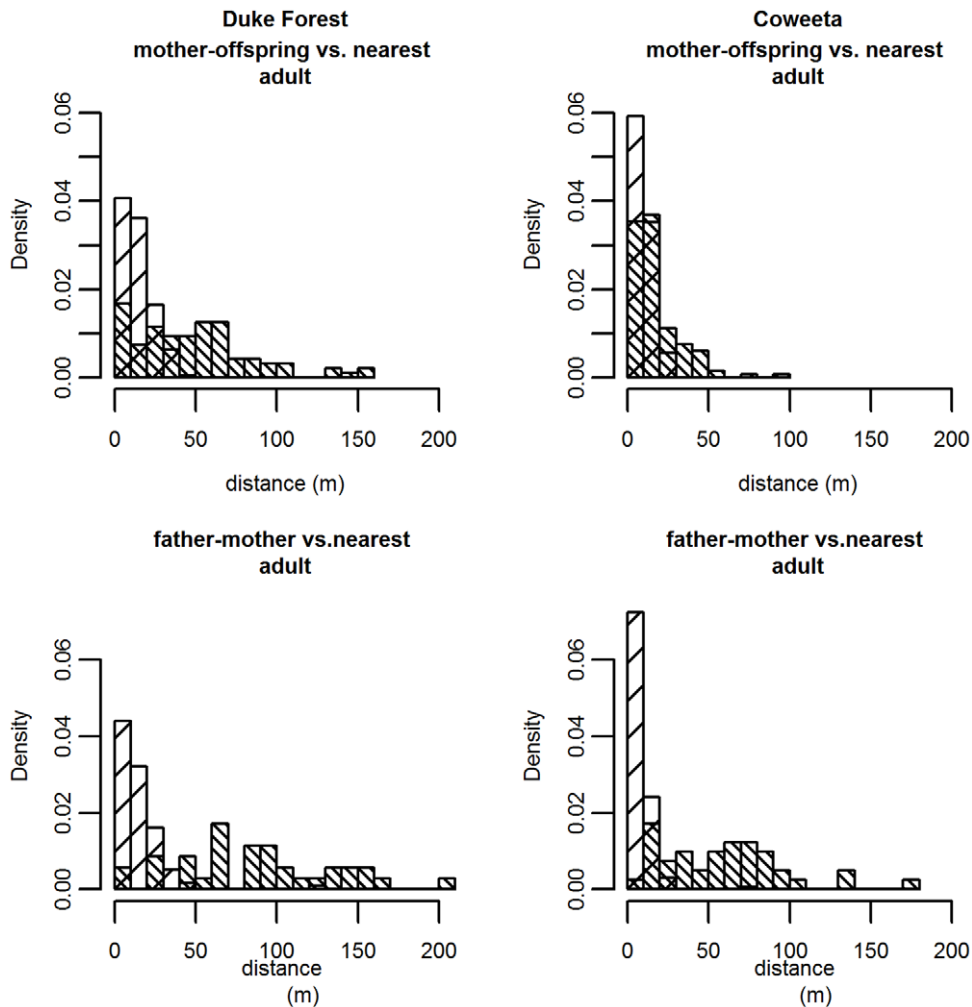 Duke Forest
mother-offspring vs. nearest
adult
Density
0.00 0.02 0.04 0.06
0 50 100 150 200
distance (m)
Coweeta
mother-offspring vs. nearest
adult
Density
0.00 0.02 0.04 0.06
0 50 100 150 200
distance (m)
father-mother vs.nearest
adult
Density
0.00 0.02 0.04 0.06
0 50 100 150 200
distance
(m)
father-mother vs.nearest
adult
Density
0.00 0.02 0.04 0.06
0 50 100 150 200
distance
(m)